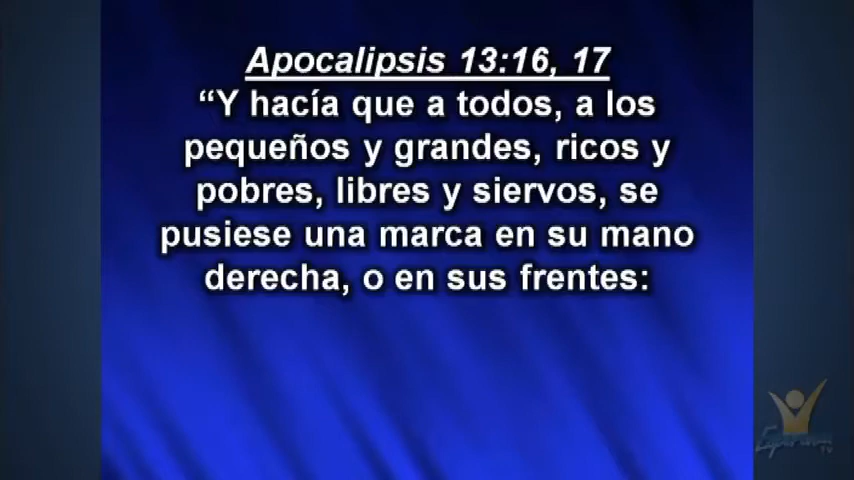 Apocalipsis 13:16, 17
“Y hacía que a todos, a los
pequeños y grandes, ricos y
pobres, libres y siervos, se
pusiese una marca en su mano
derecha, o en sus frentes:
TV